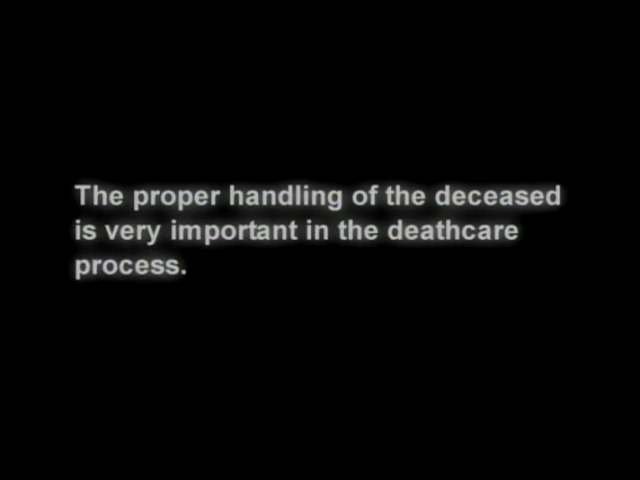 The proper handling of the deceased
is very important in the deathcare
process.